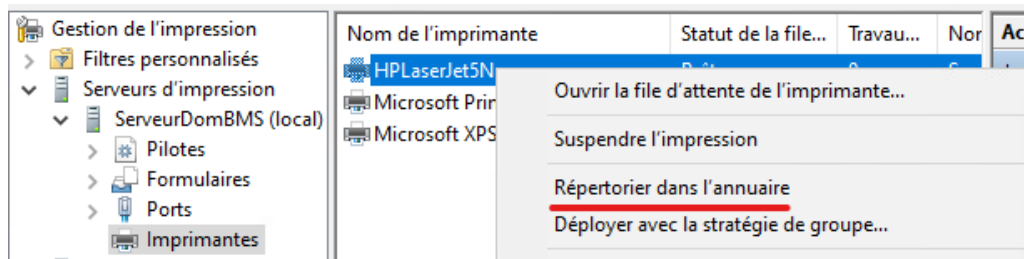 Gestion de l'impression
Filtres personnalisés
Serveurs d'impression
ServeurDomBMS (local)
Pilotes
Formulaires
Ports
Imprimantes
Nom de l'imprimante Statut de la file... Travau... Nor Ac
HPLaserJet5N
Microsoft Prin
Microsoft XPS
Ouvrir la file d'attente de l'imprimante...
Suspendre l'impression
Répertorier dans l'annuaire
Déployer avec la stratégie de groupe...